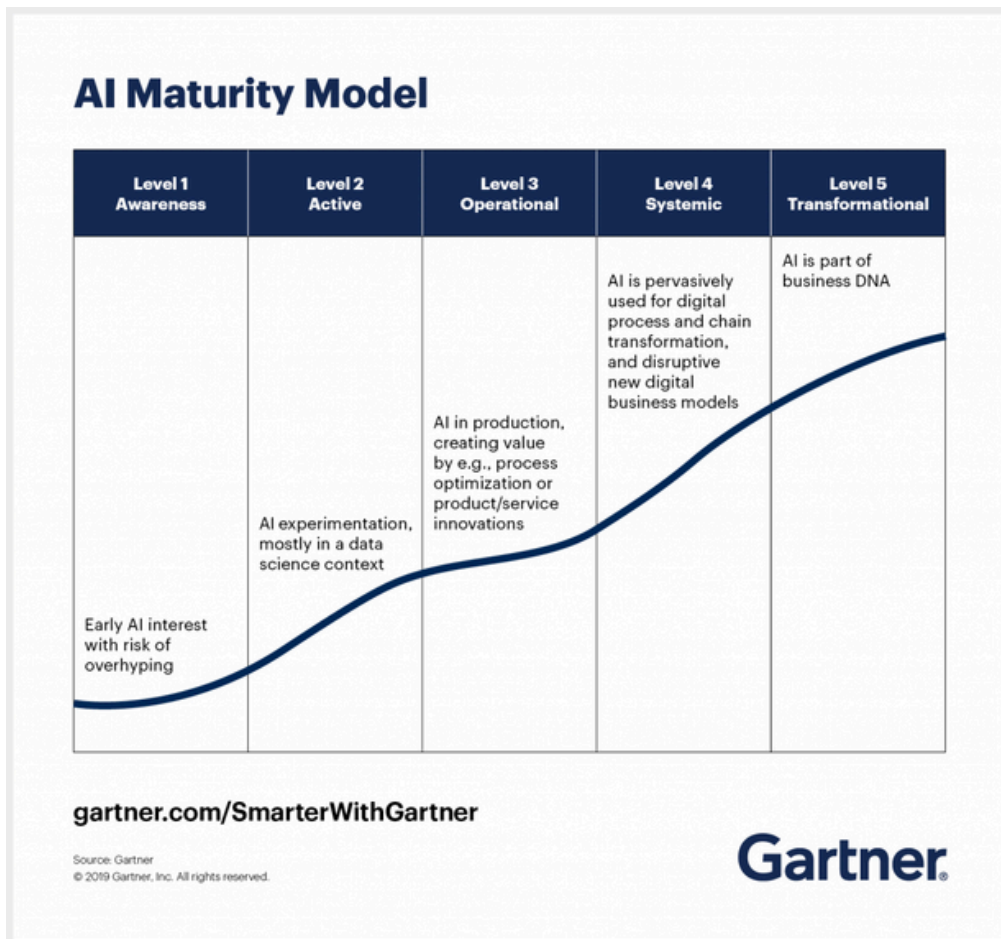 AI Maturity Model
Level 1
Awareness
Level 2
Active
Level 3
Operational
Level 4
Systemic
Level 5
Transformational
Early AI interest
with risk of
overhyping
AI experimentation,
mostly in a data
science context
AI in production,
creating value
by e.g., process
optimization or
product/service
innovations
AI is pervasively
used for digital
process and chain
transformation,
and disruptive
new digital
business models
AI is part of
business DNA
gartner.com/SmarterWithGartner
Source: Gartner
© 2019 Gartner, Inc. All rights reserved.
Gartner®